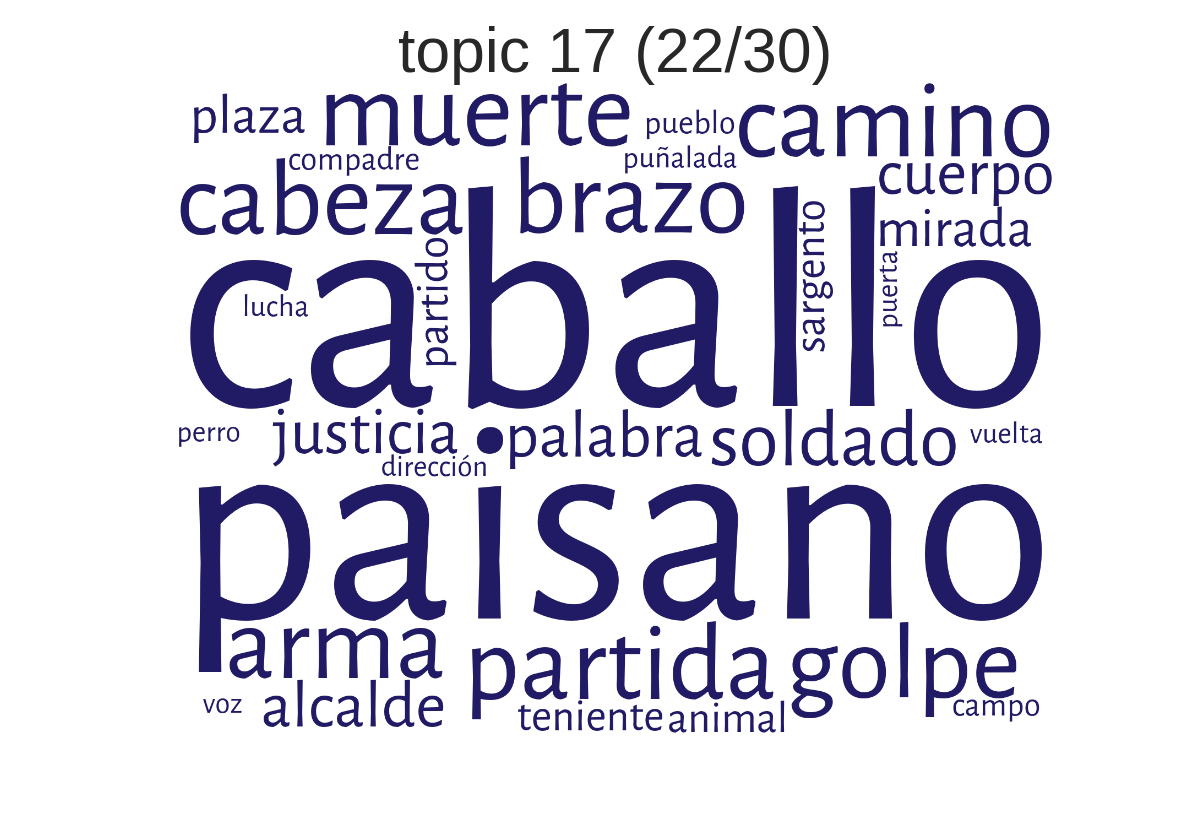 topic 17 (22/30)
plaza muerte pueblo camino
compadre puñalada
cabeza brazo cuerpo
mirada
partido sargento puerta
caballo
lucha
perro justicia palabra soldado vuelta
dirección
paisano
arma partida golpe
voz alcalde teniente animal campo